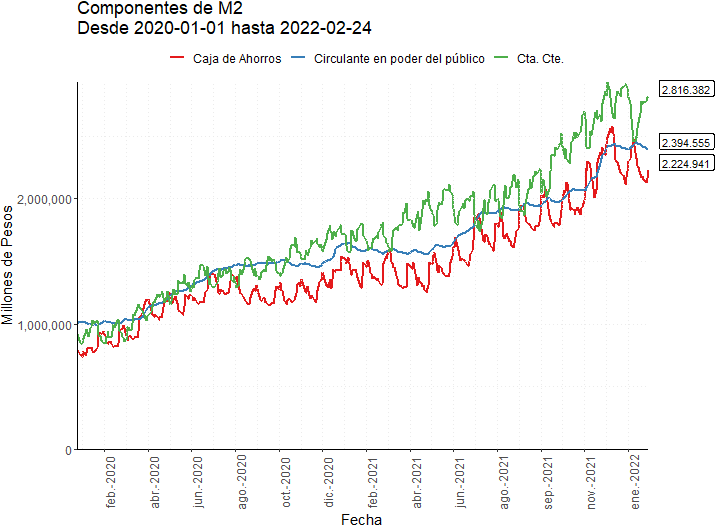 Componentes de M2
Desde 2020-01-01 hasta 2022-02-24
Caja de Ahorros
Circulante en poder del público
Cta. Cte.
2.816.382
2.394.555
2.224.941
Millones de Pesos
2,000,000
1,000,000
0
feb.-2020
abr.-2020
jun.-2020
ago.-2020
oct.-2020
dic.-2020
feb.-2021
abr.-2021
jun.-2021
ago.-2021
sep.-2021
nov.-2021
ene.-2022
Fecha